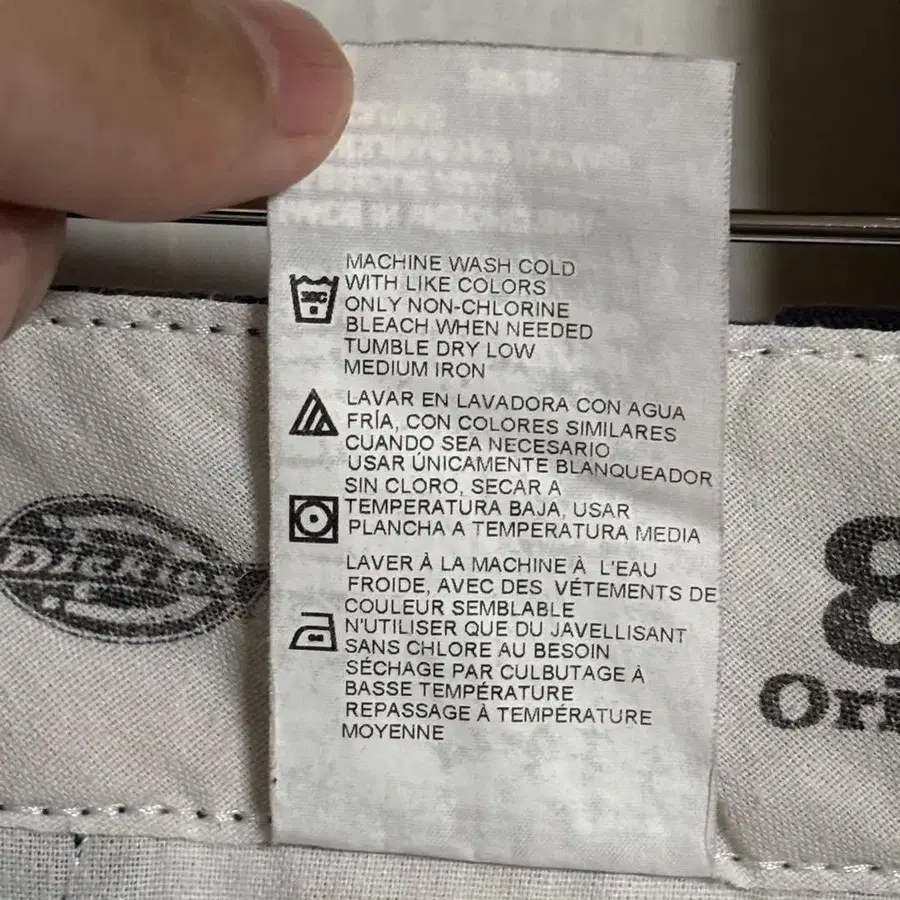 MACHINE WASH COLD
WITH LIKE COLORS
ONLY NON-CHLORINE
BLEACH WHEN NEEDED
TUMBLE DRY LOW
MEDIUM IRON
LAVAR EN LAVADORA CON AGUA
FRÍA, CON COLORES SIMILARES
CUANDO SEA NECESARIO
USAR ÚNICAMENTE BLANQUEADOR
SIN CLORO, SECAR A
TEMPERATURA BAJA, USAR
PLANCHA A TEMPERATURA MEDIA
LAVER À LA MACHINE À L'EAU
FROIDE, AVEC DES VÊTEMENTS DE
COULEUR SEMBLABLE
N'UTILISER QUE DU JAVELLISANT
SANS CHLORE AU BESOIN
SÉCHAGE PAR CULBUTAGE À
BASSE TEMPÉRATURE
REPASSAGE À TEMPÉRATURE
MOYENNE
Dickies
8
Ori